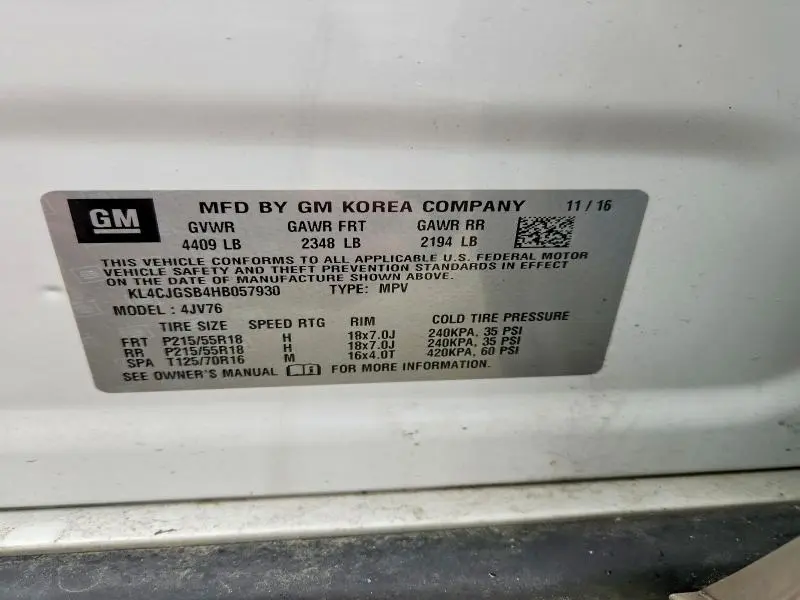 GM
MFD BY GM KOREA COMPANY 11 / 16
GVWR GAWR FRT GAWR RR
4409 LB 2348 LB 2194 LB
THIS VEHICLE CONFORMS TO ALL APPLICABLE U.S. FEDERAL MOTOR
VEHICLE SAFETY AND THEFT PREVENTION STANDARDS IN EFFECT
ON THE DATE OF MANUFACTURE SHOWN ABOVE.
KL4CJGSB4HB057930 TYPE: MPV
MODEL : 4JV76
TIRE SIZE SPEED RTG RIM COLD TIRE PRESSURE
FRT P215/55R18 H 18x7.0J 240KPA, 35 PSI
RR P215/55R18 H 18x7.0J 240KPA, 35 PSI
SPA T125/70R16 M 16x4.0T 420KPA, 60 PSI
SEE OWNER'S MANUAL FOR MORE INFORMATION.